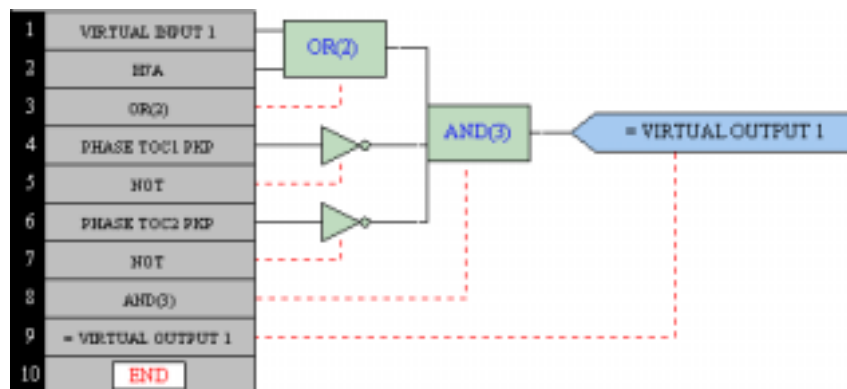 1 VIRTUAL INPUT 1
2 H7A
3 OR(2)
4 PHASE TOC1 PKP
5 NOT
6 PHASE TOC2 PKP
7 NOT
8 AND(3)
9 = VIRTUAL OUTPUT 1
10 END
OR(2)
AND(3)
= VIRTUAL OUTPUT 1